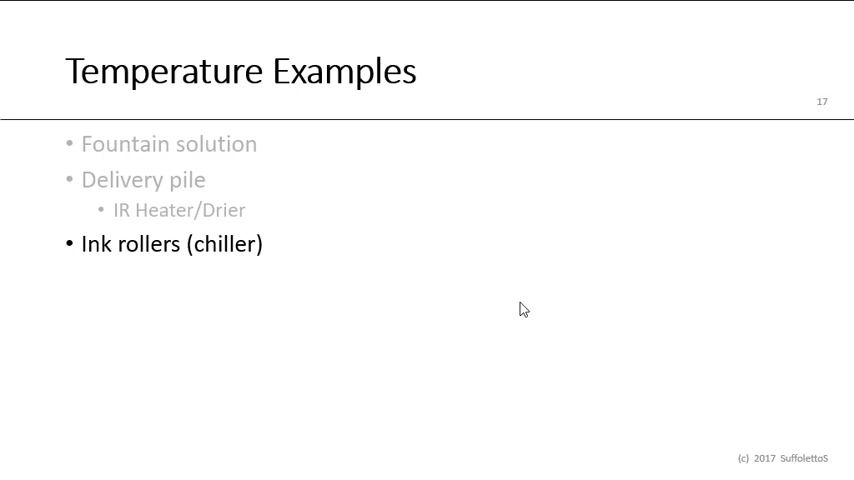 Temperature Examples
17
• Fountain solution
• Delivery pile
• IR Heater/Drier
• Ink rollers (chiller)
(c) 2017 SuffolettoS